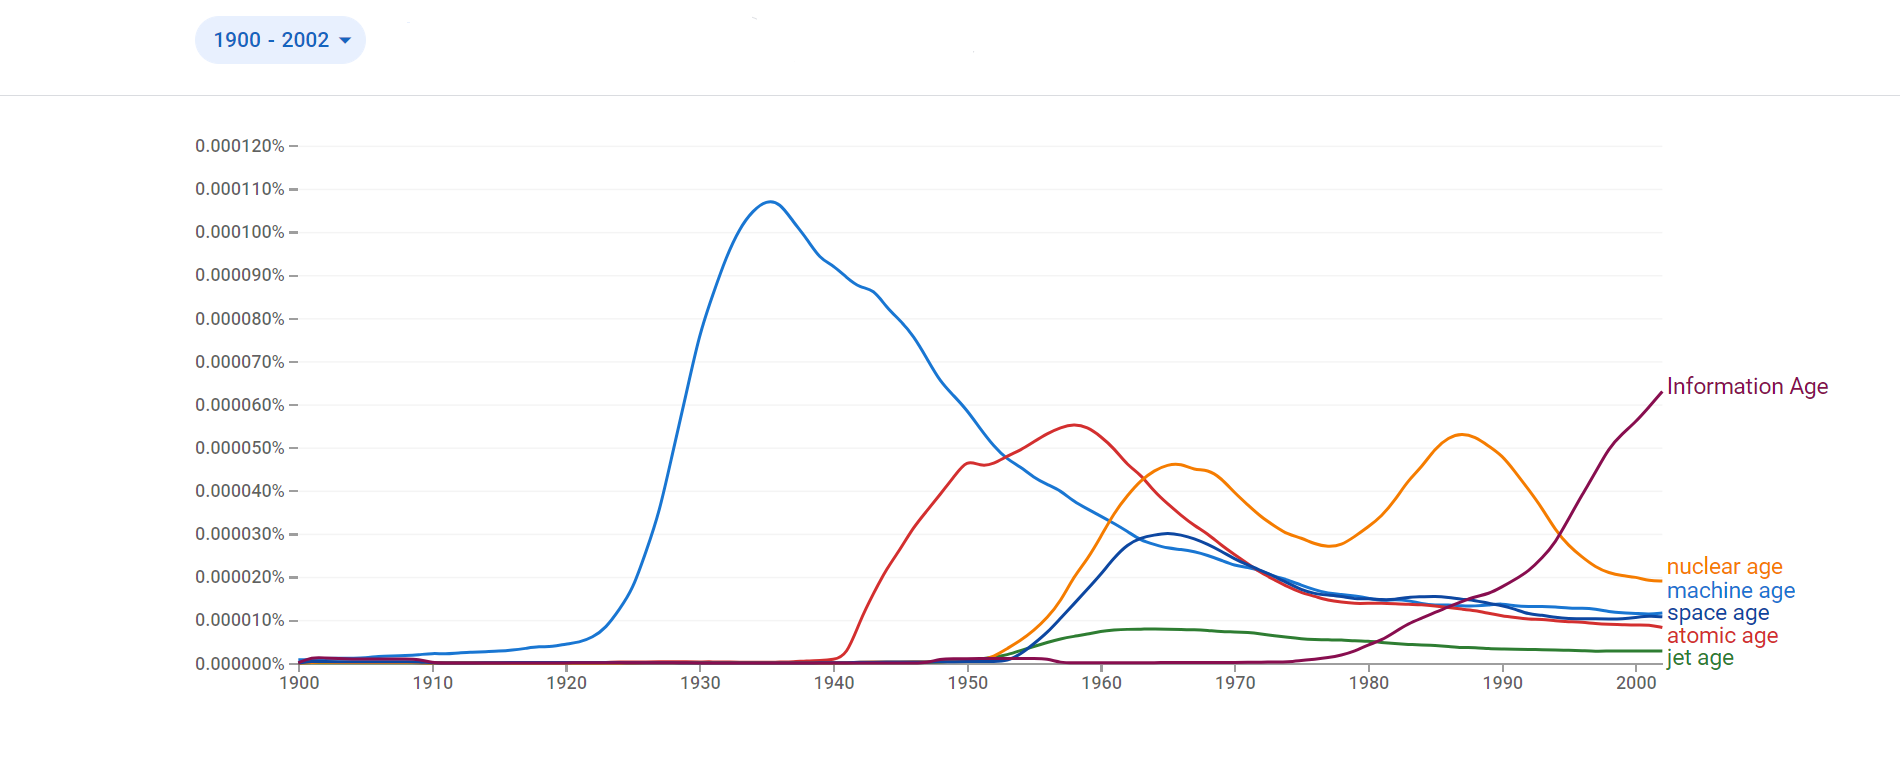 1900 - 2002
0.000120%
0.000110%
0.000100%
0.000090%
0.000080%
0.000070%
0.000060%
0.000050%
0.000040%
0.000030%
0.000020%
0.000010%
0.000000%
1900 1910 1920 1930 1940 1950 1960 1970 1980 1990 2000
Information Age
nuclear age
machine age
space age
atomic age
jet age